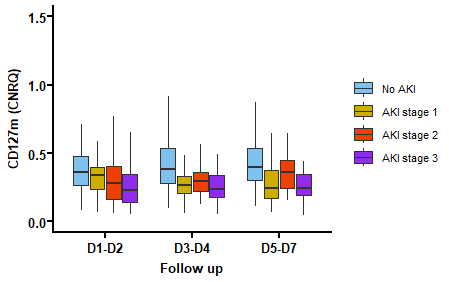 CD127m (CNRQ)
1.5
1.0
0.5
0.0
D1-D2
D3-D4
D5-D7
Follow up
No AKI
AKI stage 1
AKI stage 2
AKI stage 3